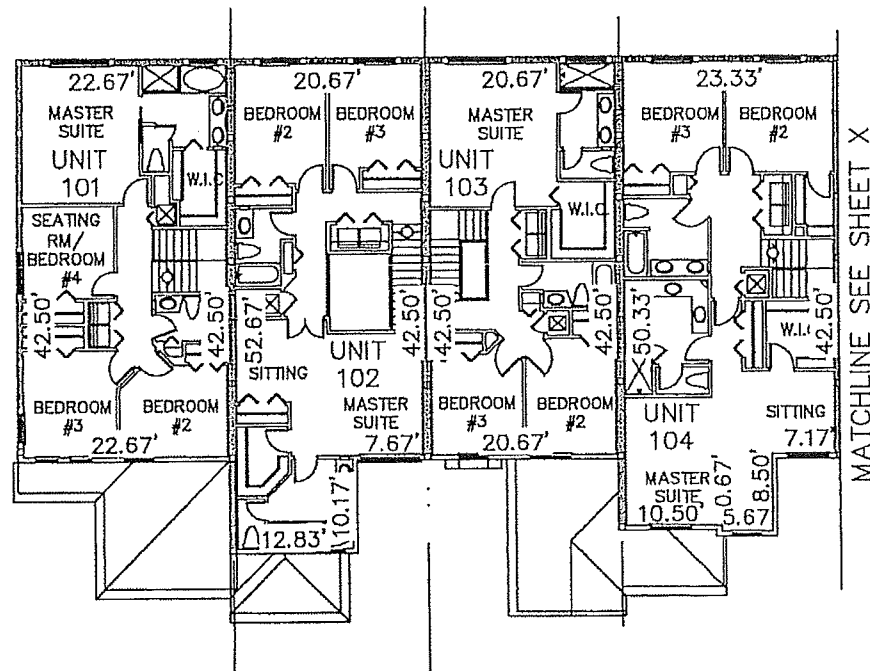 22.67'
20.67'
20.67'
23.33'
MASTER
SUITE
UNIT
101
W.I.C.
SEATING
RM/
BEDROOM
#4
42.50'
42.50'
BEDROOM
#3
BEDROOM
#2
22.67'
BEDROOM
#2
BEDROOM
#3
52.67'
SITTING
UNIT
102
42.50'
MASTER
SUITE
7.67'
10.17'
12.83'
MASTER
SUITE
UNIT
103
W.I.C.
42.50'
42.50'
BEDROOM
#3
BEDROOM
#2
20.67'
BEDROOM
#3
BEDROOM
#2
50.33'
W.I.C
42.50'
UNIT
104
SITTING
7.17'
MASTER
SUITE
0.67'
8.50'
10.50'
5.67
MATCHLINE SEE SHEET X